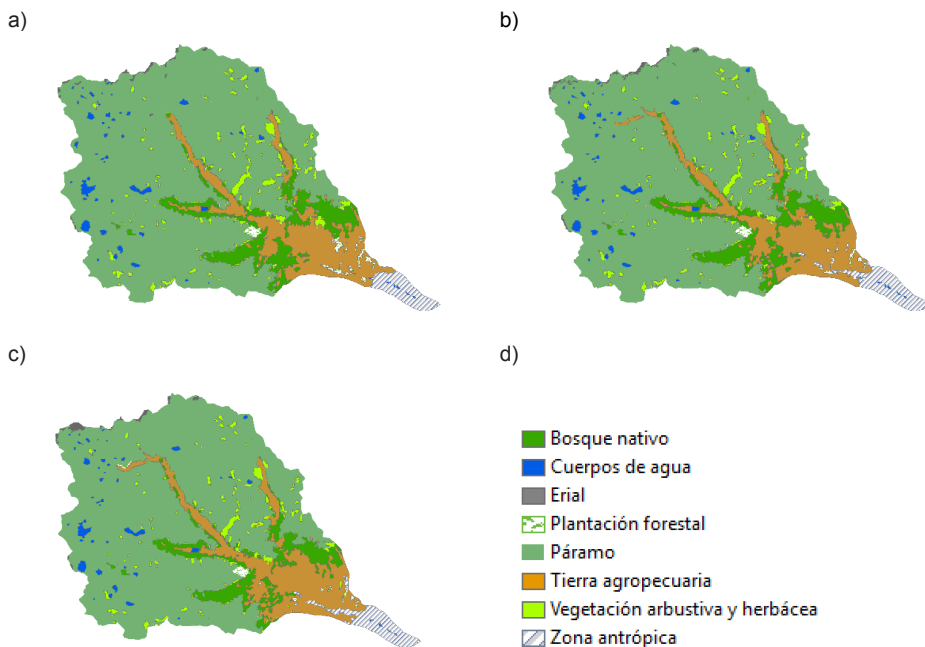 a)
b)
c)
d)
Bosque nativo
Cuerpos de agua
Erial
Plantación forestal
Páramo
Tierra agropecuaria
Vegetación arbustiva y herbácea
Zona antrópica